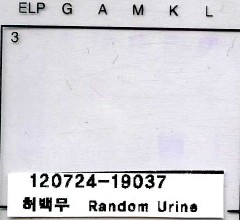 ELP G A M K L
3
120724-19037
허백무 Random Urine